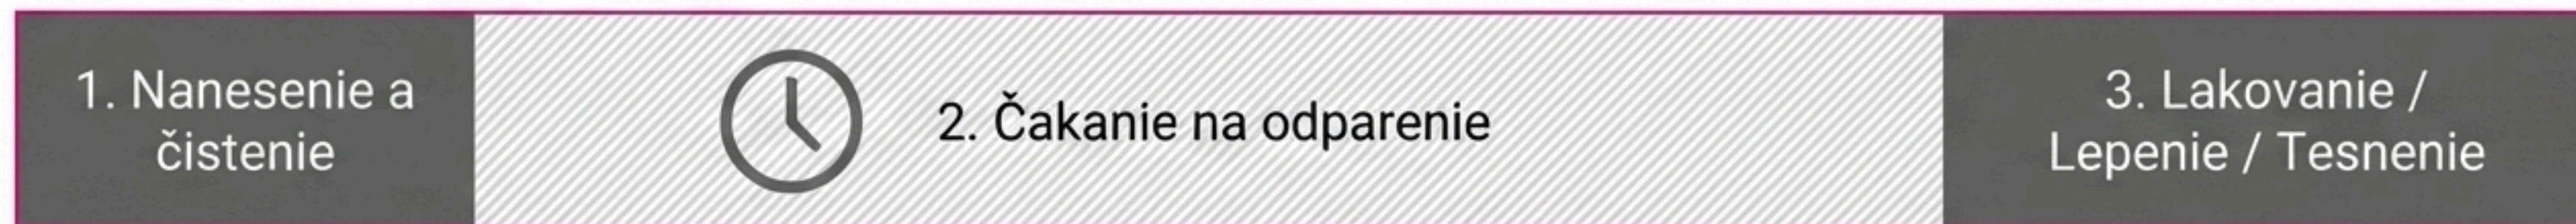 1. Nanesenie a
čistenie
2. Čakanie na odparenie
3. Lakovanie /
Lepenie / Tesnenie